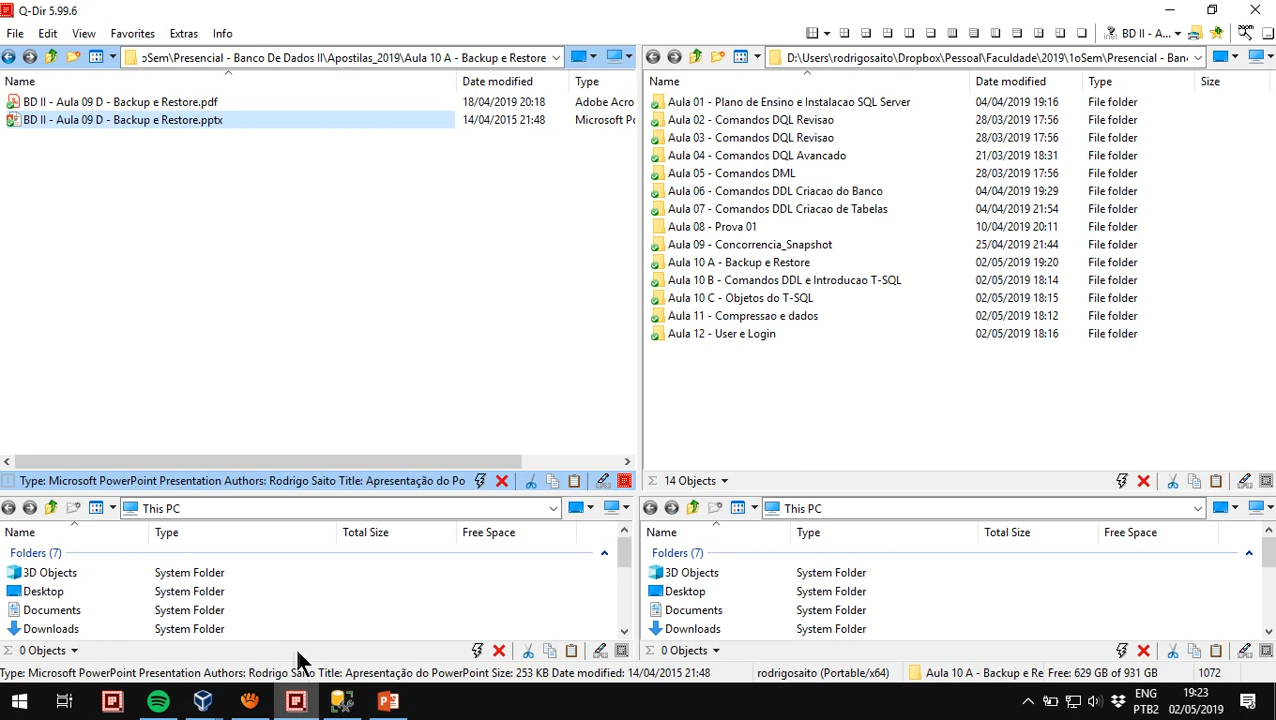 Q-Dir 5.99.6
File Edit View Favorites Extras Info
BD II - A...
ɔSem\Presencial - Banco De Dados II\Apostilas_2019\Aula 10 A - Backup e Restore
Name Date modified Type
BD II - Aula 09 D - Backup e Restore.pdf 18/04/2019 20:18 Adobe Acro
BD II - Aula 09 D - Backup e Restore.pptx 14/04/2015 21:48 Microsoft Pc
Type: Microsoft PowerPoint Presentation Authors: Rodrigo Saito Title: Apresentação do Po
D:\Users\rodrigosaito\Dropbox\Pessoal\Faculdade\2019\1oSem\Presencial - Banc
Name Date modified Type Size
Aula 01 - Plano de Ensino e Instalacao SQL Server 04/04/2019 19:16 File folder
Aula 02 - Comandos DQL Revisao 28/03/2019 17:56 File folder
Aula 03 - Comandos DQL Revisao 28/03/2019 17:56 File folder
Aula 04 - Comandos DQL Avancado 21/03/2019 18:31 File folder
Aula 05 - Comandos DML 28/03/2019 17:56 File folder
Aula 06 - Comandos DDL Criacao do Banco 04/04/2019 19:29 File folder
Aula 07 - Comandos DDL Criacao de Tabelas 04/04/2019 21:54 File folder
Aula 08 - Prova 01 10/04/2019 20:11 File folder
Aula 09 - Concorrencia_Snapshot 25/04/2019 21:44 File folder
Aula 10 A - Backup e Restore 02/05/2019 19:20 File folder
Aula 10 B - Comandos DDL e Introducao T-SQL 02/05/2019 18:14 File folder
Aula 10 C - Objetos do T-SQL 02/05/2019 18:15 File folder
Aula 11 - Compressao e dados 02/05/2019 18:12 File folder
Aula 12 - User e Login 02/05/2019 18:16 File folder
14 Objects
This PC
Name Type Total Size Free Space
Folders (7)
3D Objects System Folder
Desktop System Folder
Documents System Folder
Downloads System Folder
0 Objects
This PC
Name Type Total Size Free Space
Folders (7)
3D Objects System Folder
Desktop System Folder
Documents System Folder
Downloads System Folder
0 Objects
Type: Microsoft PowerPoint Presentation Authors: Rodrigo Saito Title: Apresentação do PowerPoint Size: 253 KB Date modified: 14/04/2015 21:48 rodrigosaito (Portable/x64) Aula 10 A - Backup e Re Free: 629 GB of 931 GB 1072
ENG 19:23
PTB2 02/05/2019